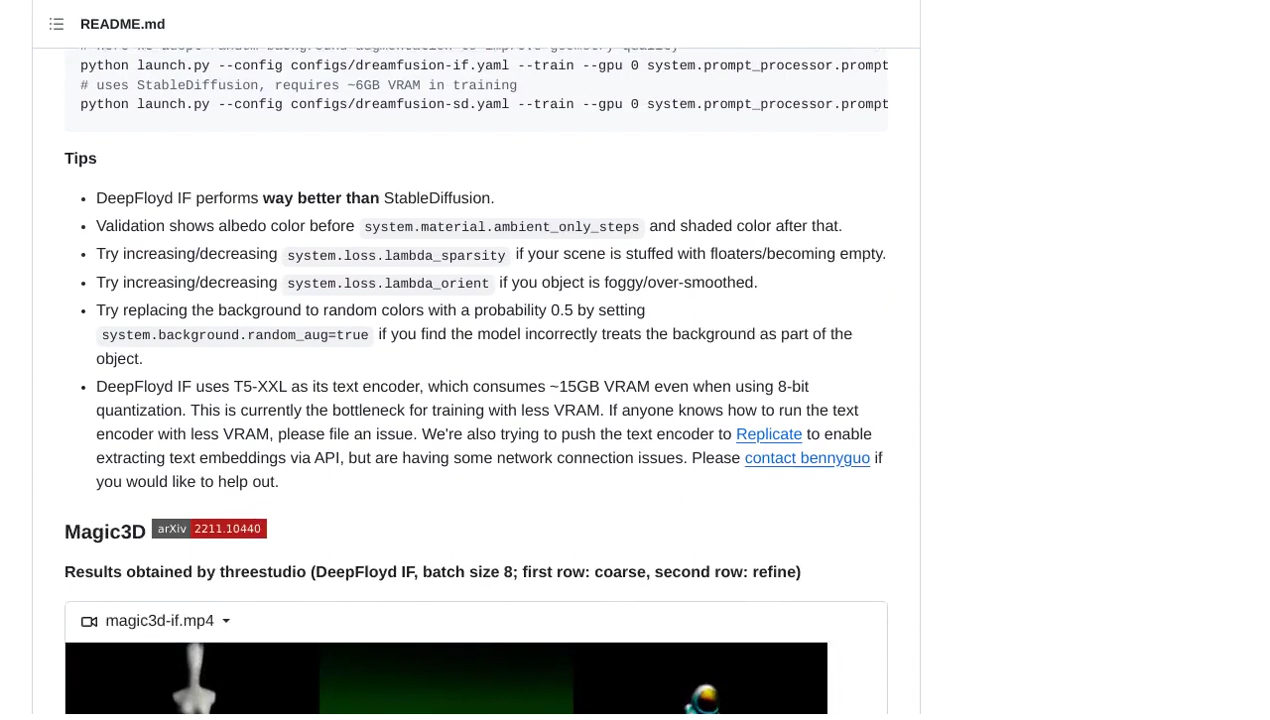 README.md
# here we adopt random background augmentation to improve geometry quality
python launch.py --config configs/dreamfusion-if.yaml --train --gpu 0 system.prompt_processor.prompt
# uses StableDiffusion, requires ~6GB VRAM in training
python launch.py --config configs/dreamfusion-sd.yaml --train --gpu 0 system.prompt_processor.prompt
Tips
• DeepFloyd IF performs way better than StableDiffusion.
• Validation shows albedo color before system.material.ambient_only_steps and shaded color after that.
• Try increasing/decreasing system.loss.lambda_sparsity if your scene is stuffed with floaters/becoming empty.
• Try increasing/decreasing system.loss.lambda_orient if you object is foggy/over-smoothed.
• Try replacing the background to random colors with a probability 0.5 by setting
system.background.random_aug=true if you find the model incorrectly treats the background as part of the
object.
• DeepFloyd IF uses T5-XXL as its text encoder, which consumes ~15GB VRAM even when using 8-bit
quantization. This is currently the bottleneck for training with less VRAM. If anyone knows how to run the text
encoder with less VRAM, please file an issue. We're also trying to push the text encoder to Replicate to enable
extracting text embeddings via API, but are having some network connection issues. Please contact bennyguo if
you would like to help out.
Magic3D arXiv 2211.10440
Results obtained by threestudio (DeepFloyd IF, batch size 8; first row: coarse, second row: refine)
magic3d-if.mp4